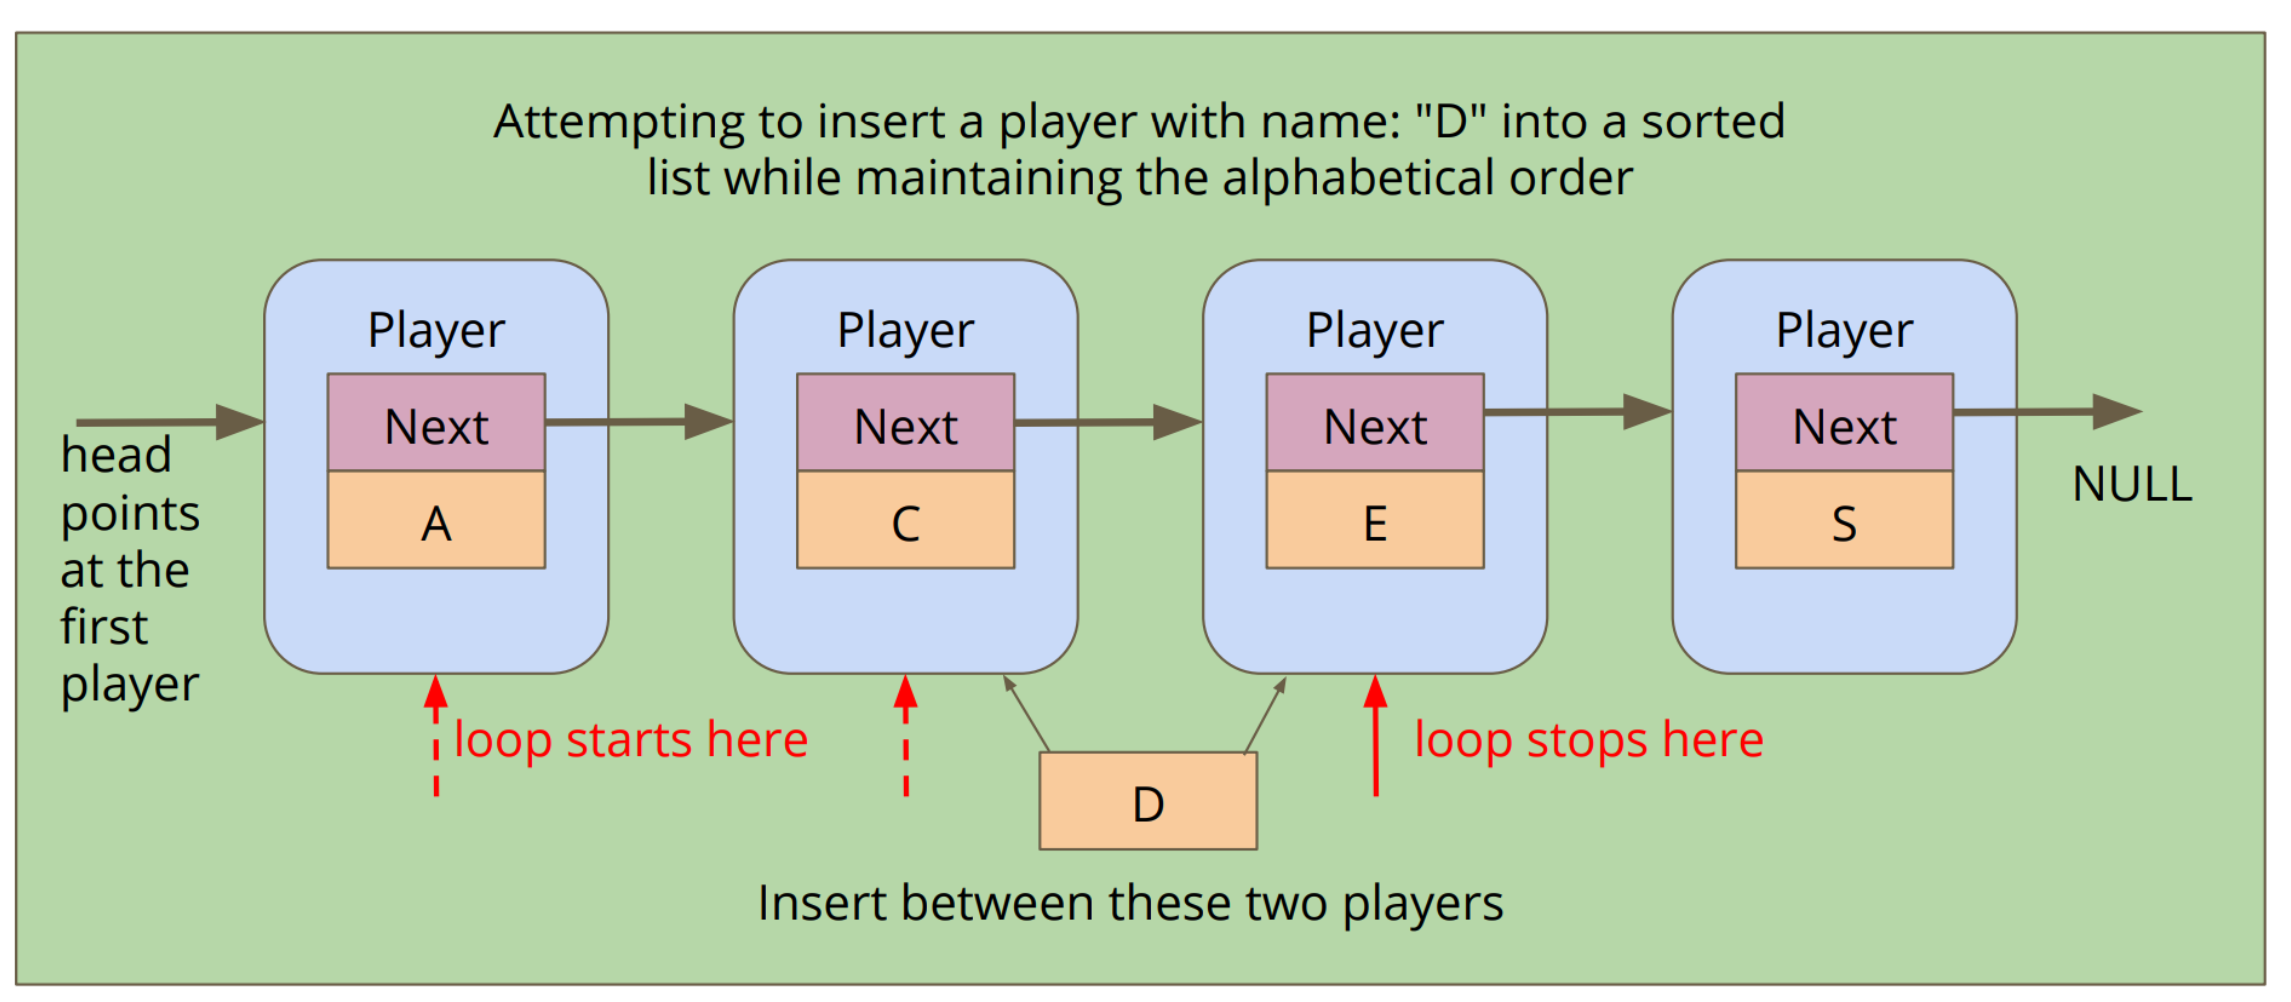 Attempting to insert a player with name: "D" into a sorted
list while maintaining the alphabetical order
Player
Player
Player
Player
Next
Next
Next
Next
head
points
at the
first
player
A
C
E
S
NULL
loop starts here
loop stops here
D
Insert between these two players